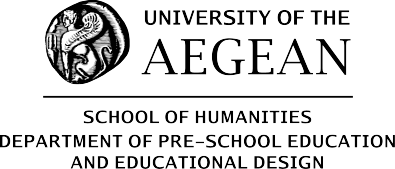 UNIVERSITY OF THE
AEGEAN
SCHOOL OF HUMANITIES
DEPARTMENT OF PRE-SCHOOL EDUCATION
AND EDUCATIONAL DESIGN